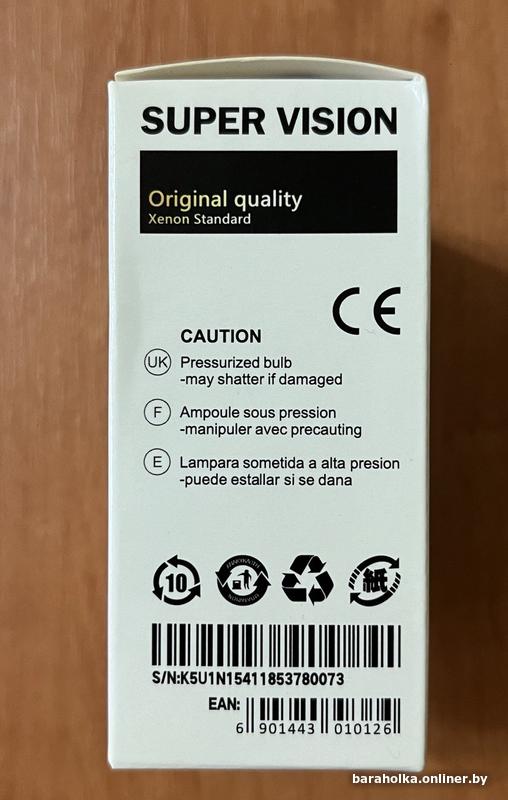 SUPER VISION
Original quality
Xenon Standard
CE
CAUTION
UK Pressurized bulb
-may shatter if damaged
F Ampoule sous pression
-manipuler avec precauting
E Lampara sometida a alta presion
-puede estallar si se dana
10
紙
S/N:K5U1N15411853780073
EAN:
6 901443 010126
baraholka.onliner.by